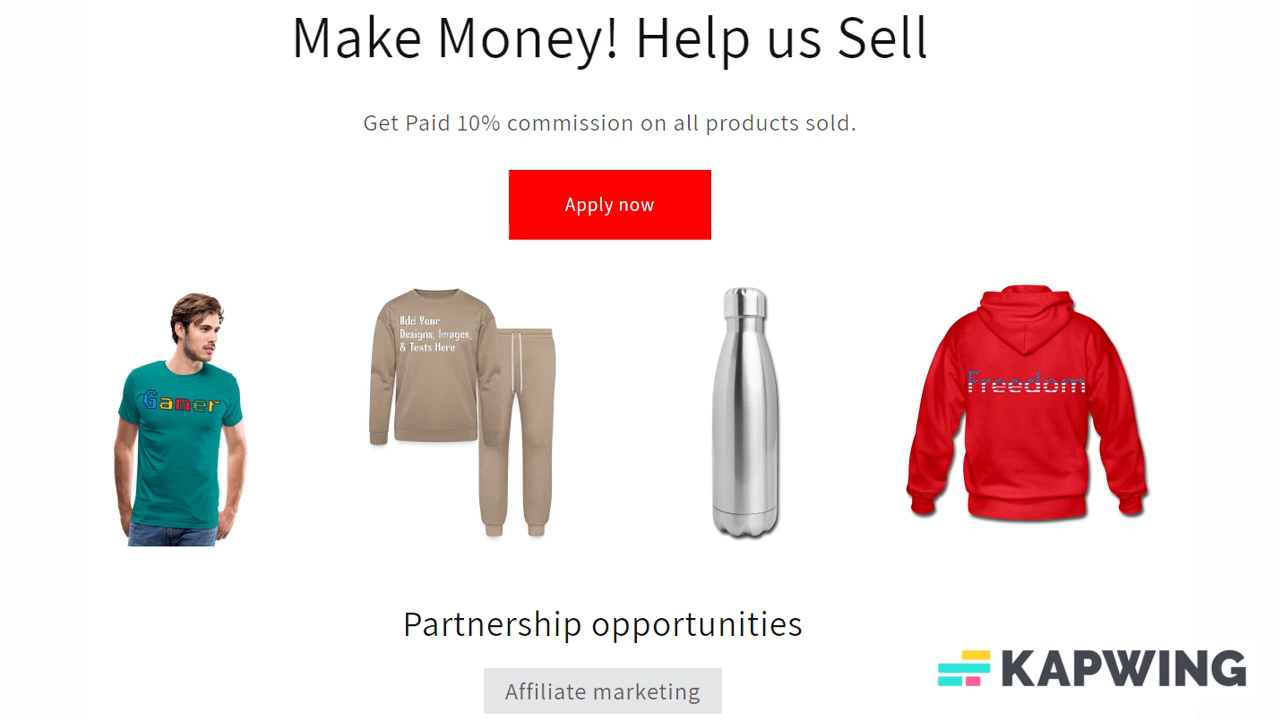 Make Money! Help us Sell
Get Paid 10% commission on all products sold.
Apply now
Gamer
Add Your
Designs, Images,
& Texts Here
Freedom
Partnership opportunities
Affiliate marketing
KAPWING